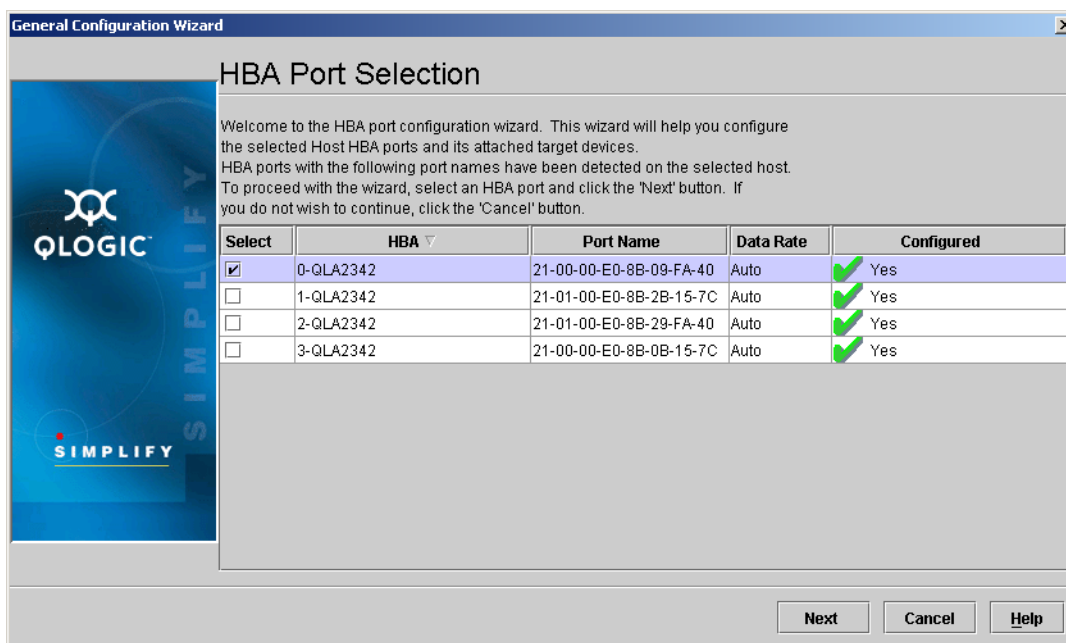 General Configuration Wizard
HBA Port Selection
Welcome to the HBA port configuration wizard. This wizard will help you configure
the selected Host HBA ports and its attached target devices.
HBA ports with the following port names have been detected on the selected host.
To proceed with the wizard, select an HBA port and click the 'Next' button. If
you do not wish to continue, click the 'Cancel' button.
QLOGIC™
SIMPLIFY
SIMPLIFY
Select HBA Port Name Data Rate Configured
0-QLA2342 21-00-00-E0-8B-09-FA-40 Auto Yes
1-QLA2342 21-01-00-E0-8B-2B-15-7C Auto Yes
2-QLA2342 21-01-00-E0-8B-29-FA-40 Auto Yes
3-QLA2342 21-00-00-E0-8B-0B-15-7C Auto Yes
Next Cancel Help